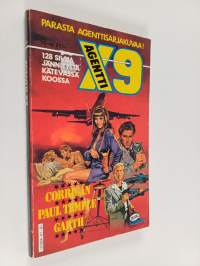 PARASTA AGENTTISARJAKUVAA!
128 SIVUA
JÄNNITYSTÄ
KÄTEVÄSSÄ
KOOSSA
AGENTTI
X9
CORRIGAN
PAUL TEMPLE
GARTH